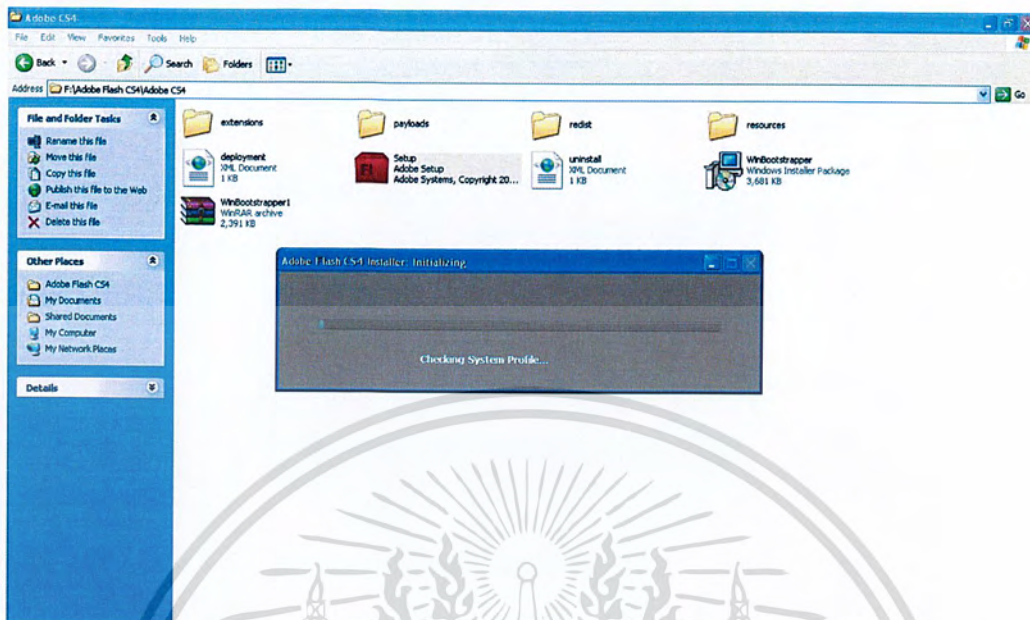 Adobe CS4
File Edit View Favorites Tools Help
Back Search Folders
Address F:\Adobe Flash CS4\Adobe CS4 Go
File and Folder Tasks
Rename this file
Move this file
Copy this file
Publish this file to the Web
E-mail this file
Delete this file
Other Places
Adobe Flash CS4
My Documents
Shared Documents
My Computer
My Network Places
Details
extensions
payloads
redist
resources
deployment
XML Document
1 KB
Setup
Adobe Setup
Adobe Systems, Copyright 20...
uninstall
XML Document
1 KB
WinBootstrapper
Windows Installer Package
3,681 KB
WinBootstrapper1
WinRAR archive
2,391 KB
Adobe Flash CS4 Installer: Initializing
Checking System Profile...